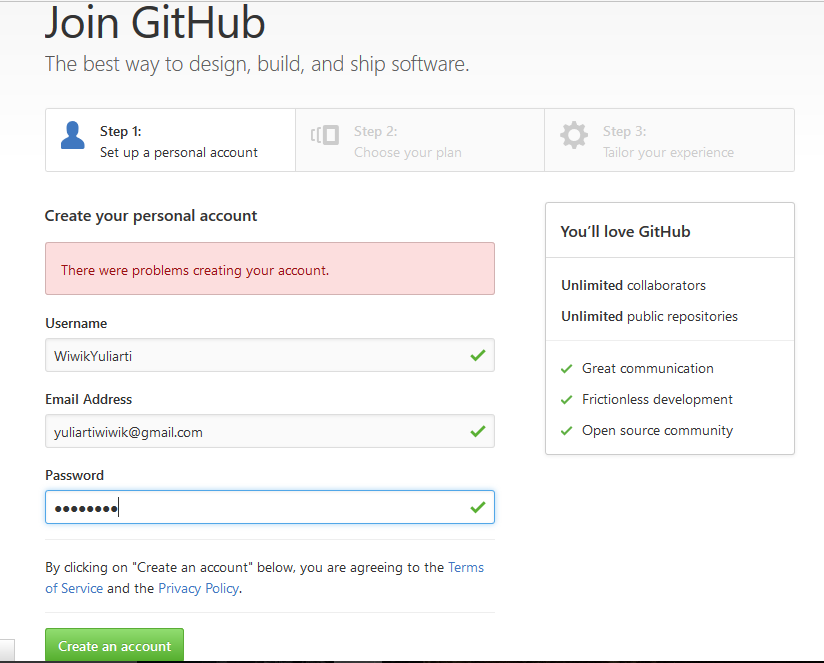 Join GitHub
The best way to design, build, and ship software.
Step 1:
Set up a personal account
Step 2:
Choose your plan
Step 3:
Tailor your experience
Create your personal account
There were problems creating your account.
Username
WiwikYuliarti
Email Address
yuliartiwiwik@gmail.com
Password
••••••••
By clicking on "Create an account" below, you are agreeing to the Terms
of Service and the Privacy Policy.
Create an account
You'll love GitHub
Unlimited collaborators
Unlimited public repositories
Great communication
Frictionless development
Open source community